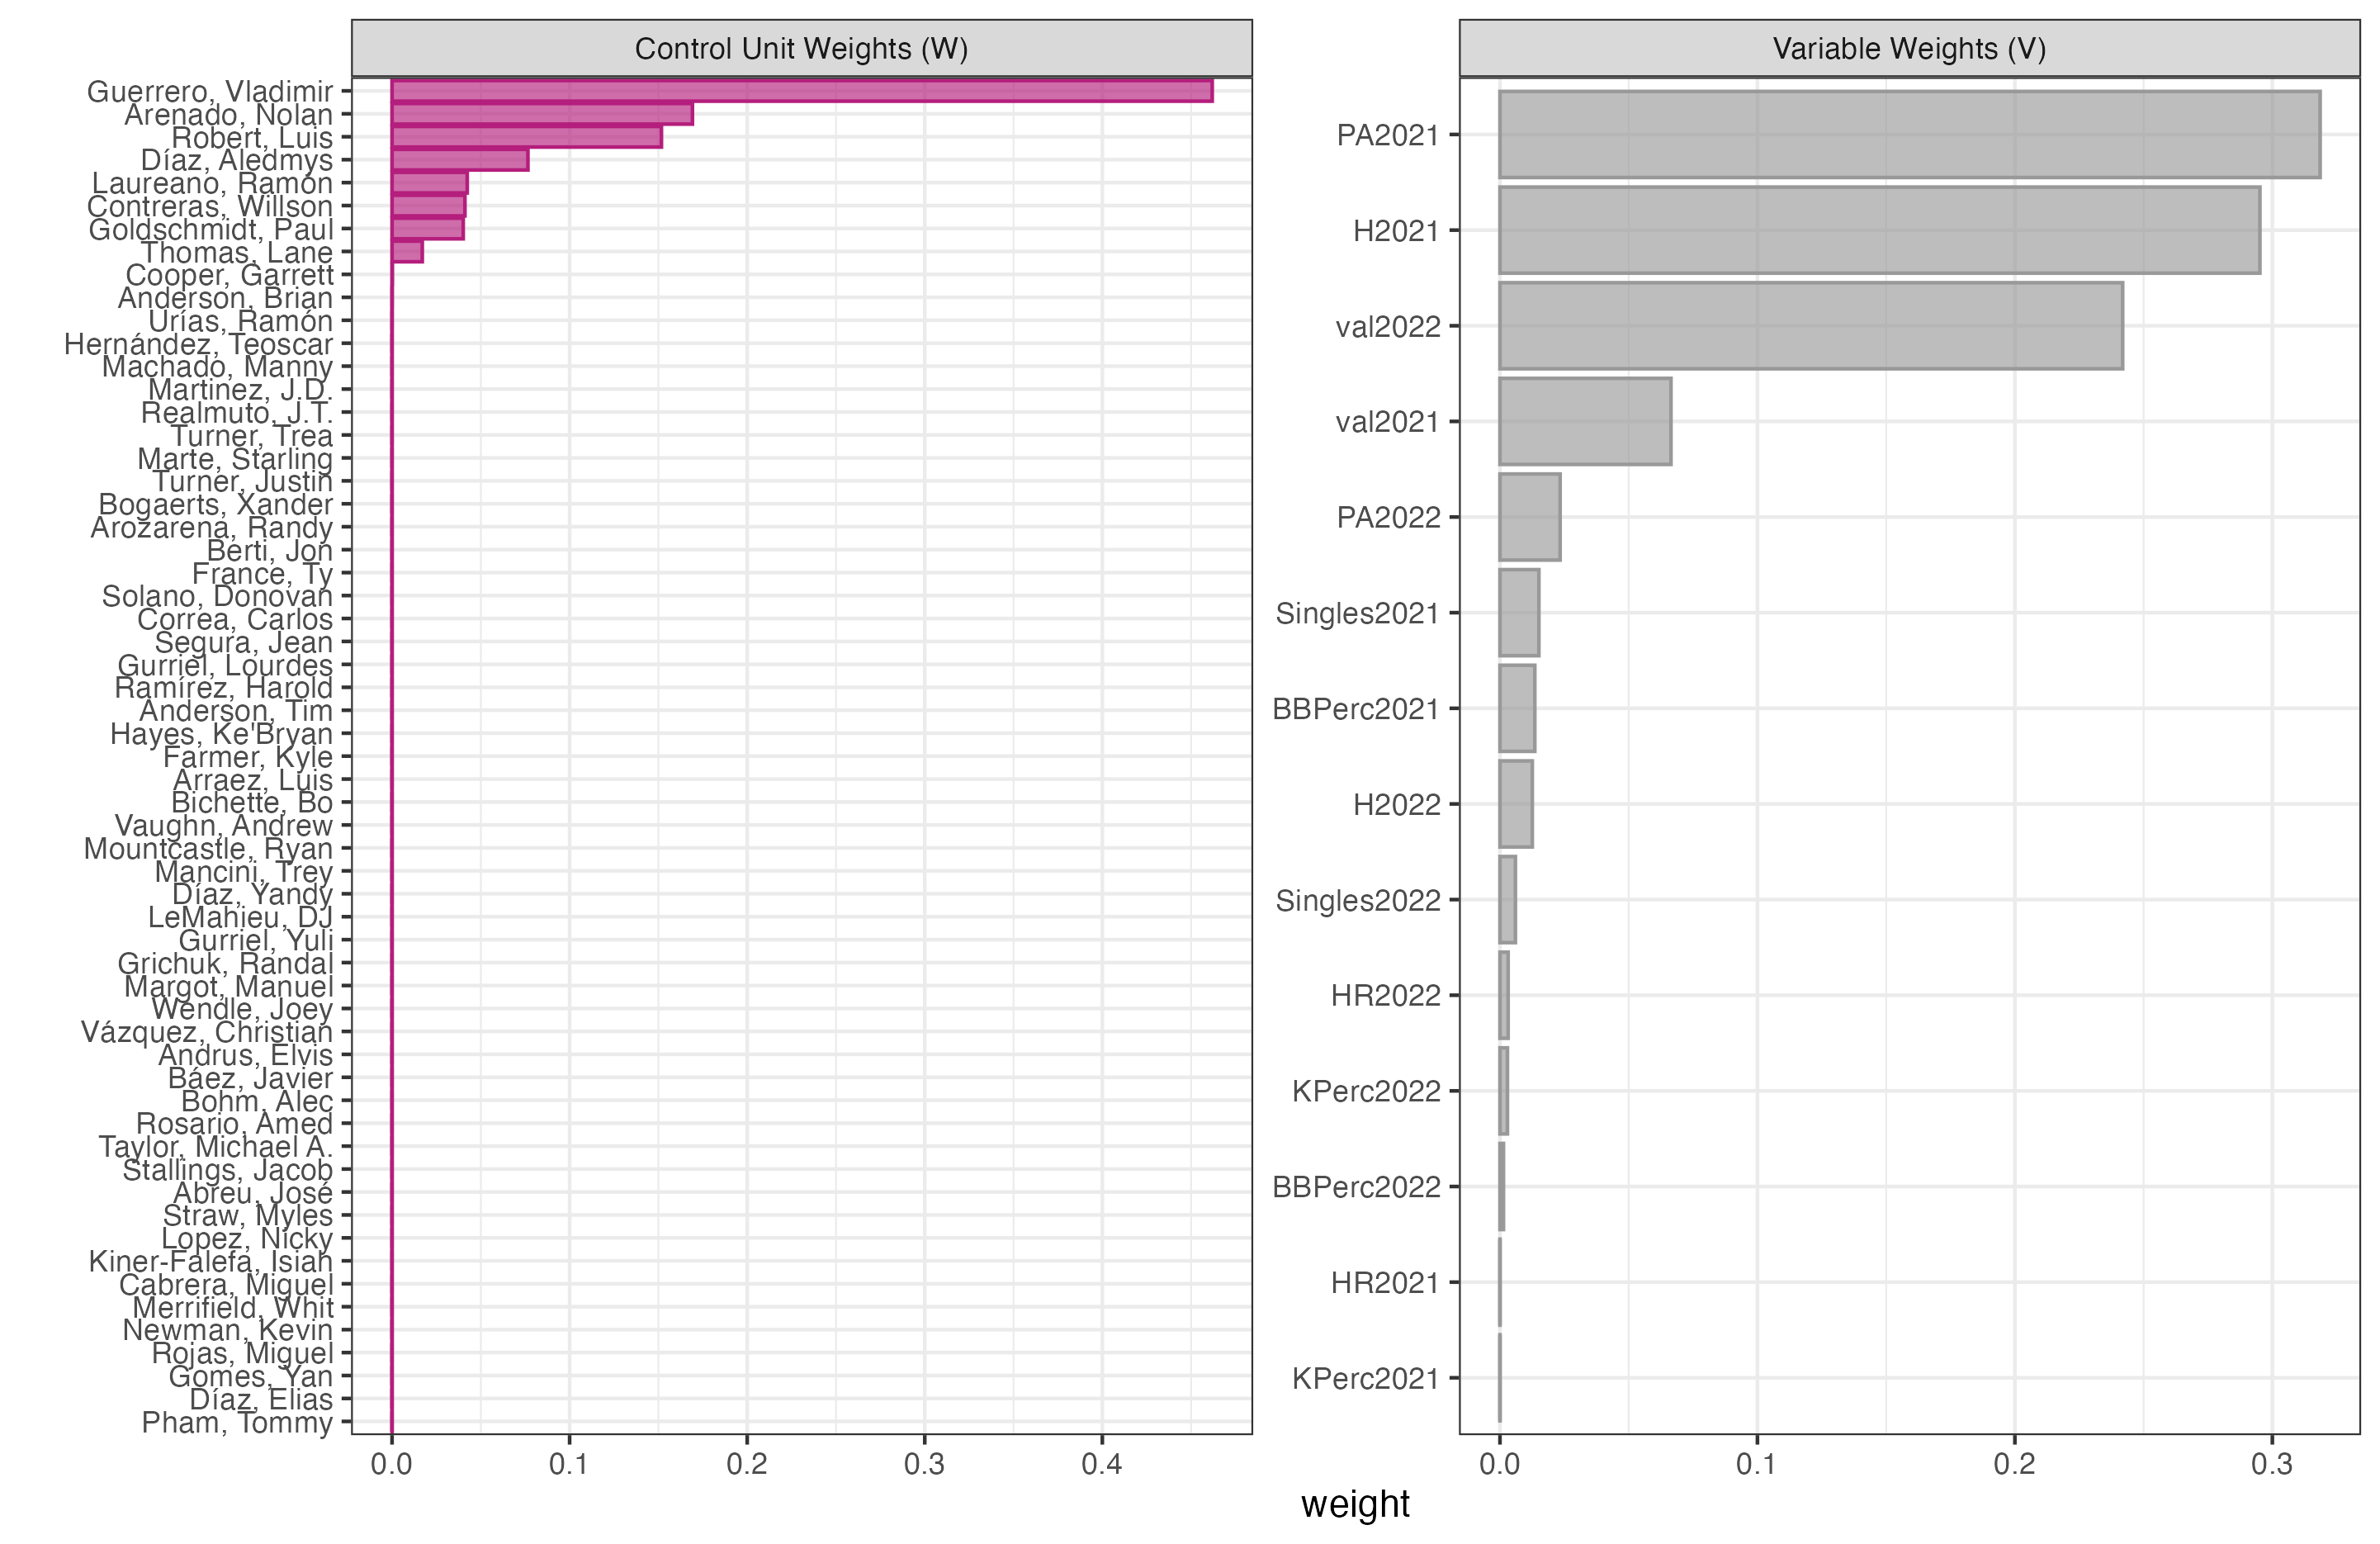 Control Unit Weights (W)
Guerrero, Vladimir
Arenado, Nolan
Robert, Luis
Díaz, Aledmys
Laureano, Ramón
Contreras, Willson
Goldschmidt, Paul
Thomas, Lane
Cooper, Garrett
Anderson, Brian
Urías, Ramón
Hernández, Teoscar
Machado, Manny
Martinez, J.D.
Realmuto, J.T.
Turner, Trea
Marte, Starling
Turner, Justin
Bogaerts, Xander
Arozarena, Randy
Berti, Jon
France, Ty
Solano, Donovan
Correa, Carlos
Segura, Jean
Gurriel, Lourdes
Ramírez, Harold
Anderson, Tim
Hayes, Ke'Bryan
Farmer, Kyle
Arraez, Luis
Bichette, Bo
Vaughn, Andrew
Mountcastle, Ryan
Mancini, Trey
Díaz, Yandy
LeMahieu, DJ
Gurriel, Yuli
Grichuk, Randal
Margot, Manuel
Wendle, Joey
Vázquez, Christian
Andrus, Elvis
Báez, Javier
Bohm, Alec
Rosario, Amed
Taylor, Michael A.
Stallings, Jacob
Abreu, José
Straw, Myles
Lopez, Nicky
Kiner-Falefa, Isiah
Cabrera, Miguel
Merrifield, Whit
Newman, Kevin
Rojas, Miguel
Gomes, Yan
Díaz, Elias
Pham, Tommy
0.0 0.1 0.2 0.3 0.4
Variable Weights (V)
PA2021
H2021
val2022
val2021
PA2022
Singles2021
BBPerc2021
H2022
Singles2022
HR2022
KPerc2022
BBPerc2022
HR2021
KPerc2021
0.0 0.1 0.2 0.3
weight